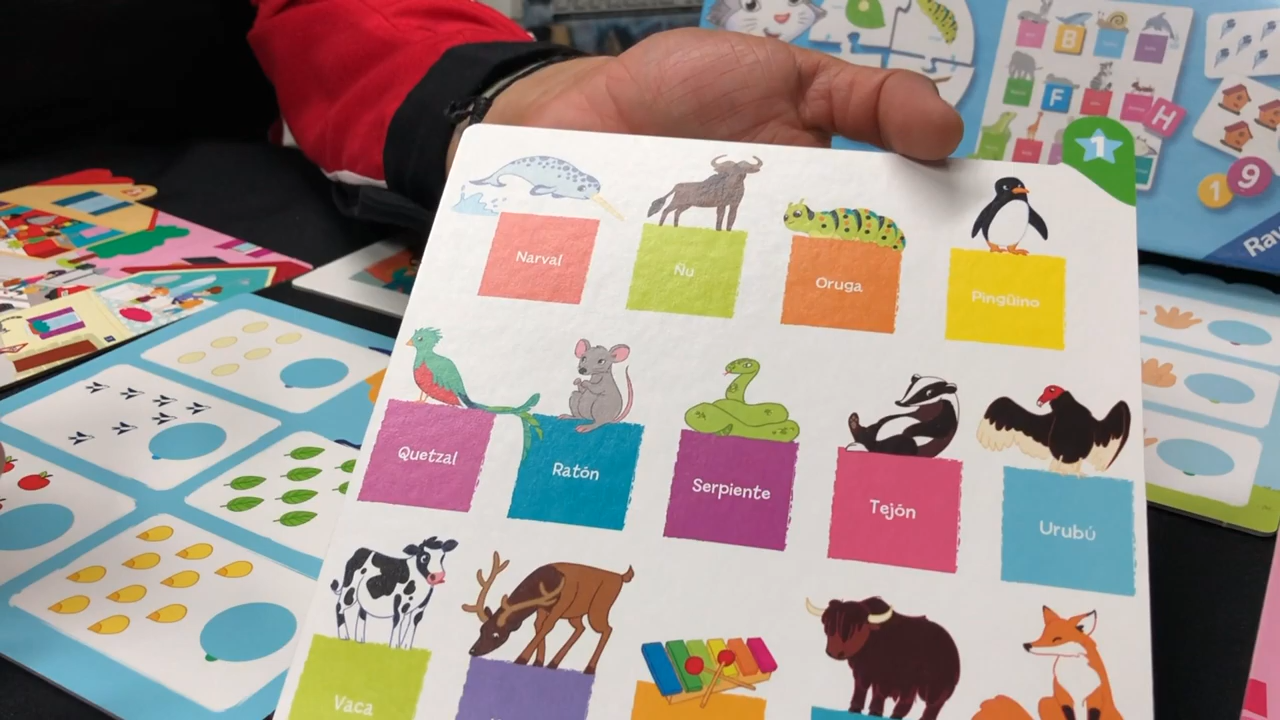 B
F
H
1
9
Rav
1
Narval
Ñu
Oruga
Pingüino
Quetzal
Ratón
Serpiente
Tejón
Urubú
Vaca